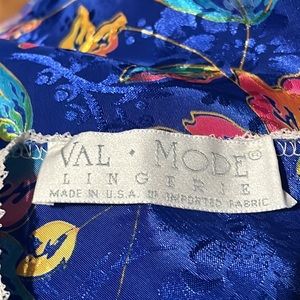 VAL · MODE®
LINGERIE
MADE IN U.S.A. OF IMPORTED FABRIC